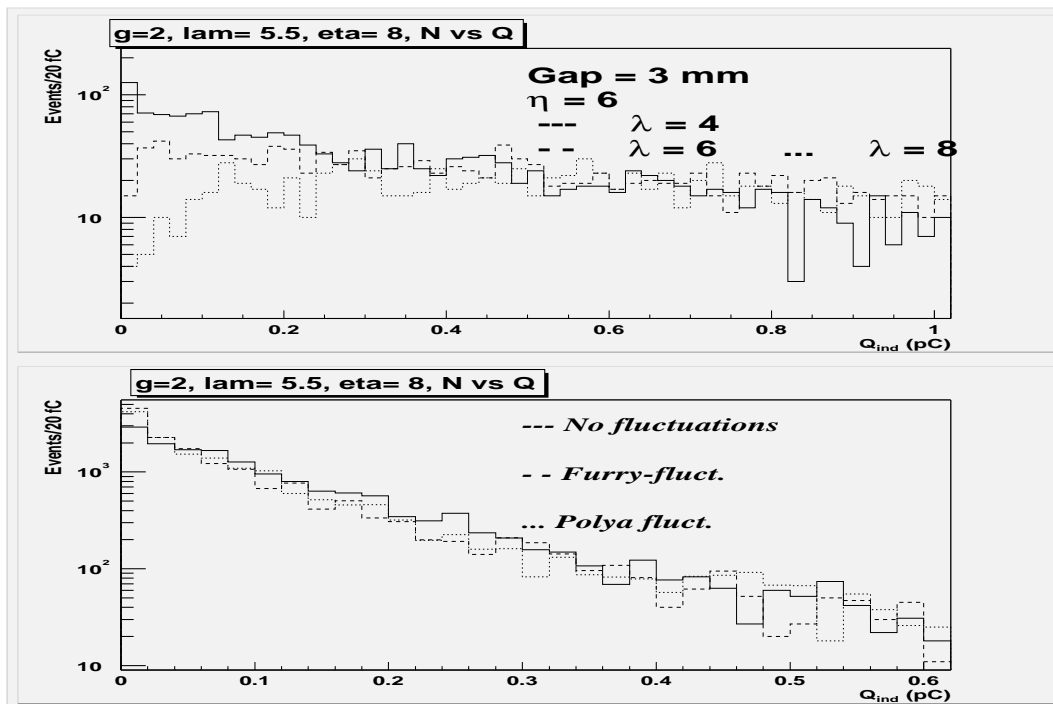 g=2, lam= 5.5, eta= 8, N vs Q
Events/20 fC
10²
10
Gap = 3 mm
η = 6
--- λ = 4
- - λ = 6 ... λ = 8
0 0.2 0.4 0.6 0.8 1
Q_ind (pC)
g=2, lam= 5.5, eta= 8, N vs Q
Events/20 fC
10³
10²
10
--- No fluctuations
- - Furry-fluct.
... Polya fluct.
0 0.1 0.2 0.3 0.4 0.5 0.6
Q_ind (pC)